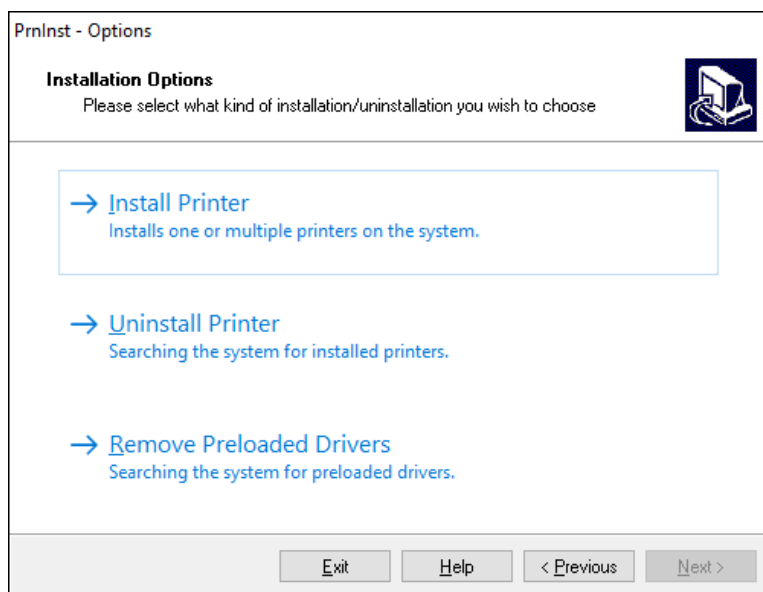 PrnInst - Options
Installation Options
Please select what kind of installation/uninstallation you wish to choose
→ Install Printer
Installs one or multiple printers on the system.
→ Uninstall Printer
Searching the system for installed printers.
→ Remove Preloaded Drivers
Searching the system for preloaded drivers.
Exit Help < Previous Next >